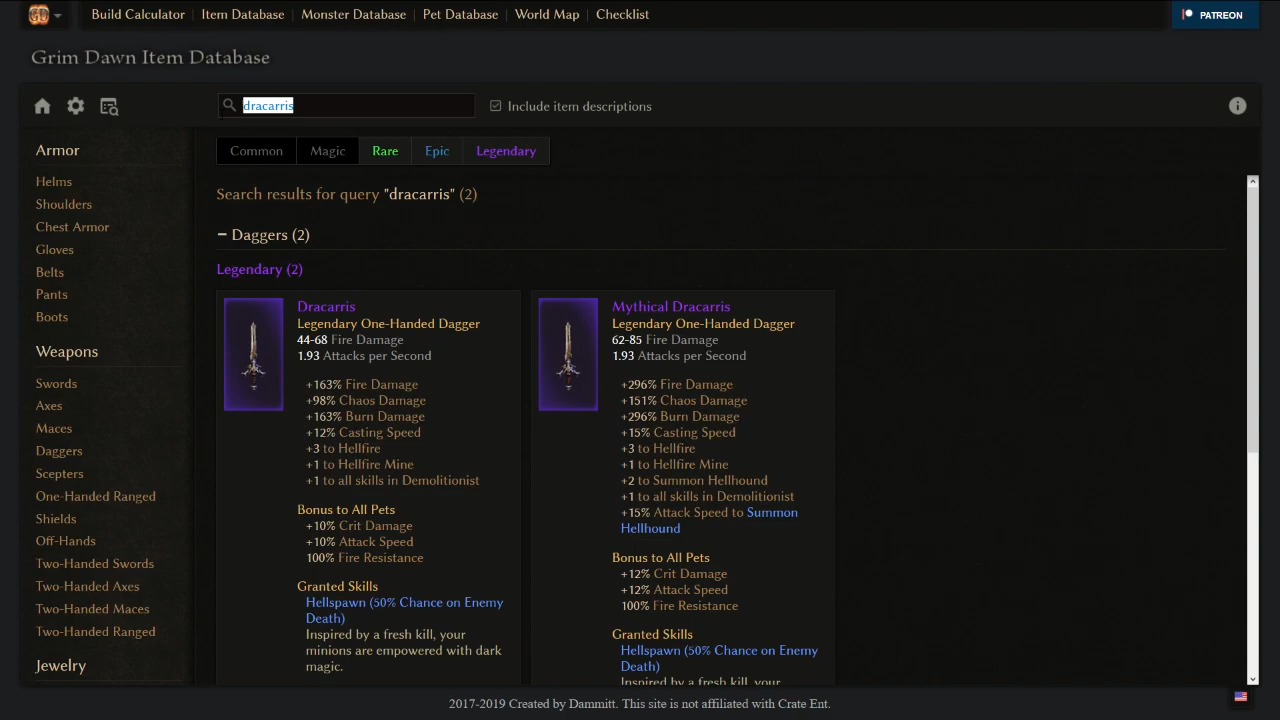 Build Calculator
Item Database
Monster Database
Pet Database
World Map
Checklist
PATREON
Grim Dawn Item Database
dracarris
Include item descriptions
Armor
Helms
Shoulders
Chest Armor
Gloves
Belts
Pants
Boots
Weapons
Swords
Axes
Maces
Daggers
Scepters
One-Handed Ranged
Shields
Off-Hands
Two-Handed Swords
Two-Handed Axes
Two-Handed Maces
Two-Handed Ranged
Jewelry
Common
Magic
Rare
Epic
Legendary
Search results for query "dracarris" (2)
− Daggers (2)
Legendary (2)
Dracarris
Legendary One-Handed Dagger
44-68 Fire Damage
1.93 Attacks per Second
+163% Fire Damage
+98% Chaos Damage
+163% Burn Damage
+12% Casting Speed
+3 to Hellfire
+1 to Hellfire Mine
+1 to all skills in Demolitionist
Bonus to All Pets
+10% Crit Damage
+10% Attack Speed
100% Fire Resistance
Granted Skills
Hellspawn (50% Chance on Enemy
Death)
Inspired by a fresh kill, your
minions are empowered with dark
magic.
Mythical Dracarris
Legendary One-Handed Dagger
62-85 Fire Damage
1.93 Attacks per Second
+296% Fire Damage
+151% Chaos Damage
+296% Burn Damage
+15% Casting Speed
+3 to Hellfire
+1 to Hellfire Mine
+2 to Summon Hellhound
+1 to all skills in Demolitionist
+15% Attack Speed to Summon
Hellhound
Bonus to All Pets
+12% Crit Damage
+12% Attack Speed
100% Fire Resistance
Granted Skills
Hellspawn (50% Chance on Enemy
Death)
Inspired by a fresh kill, your
2017-2019 Created by Dammitt. This site is not affiliated with Crate Ent.